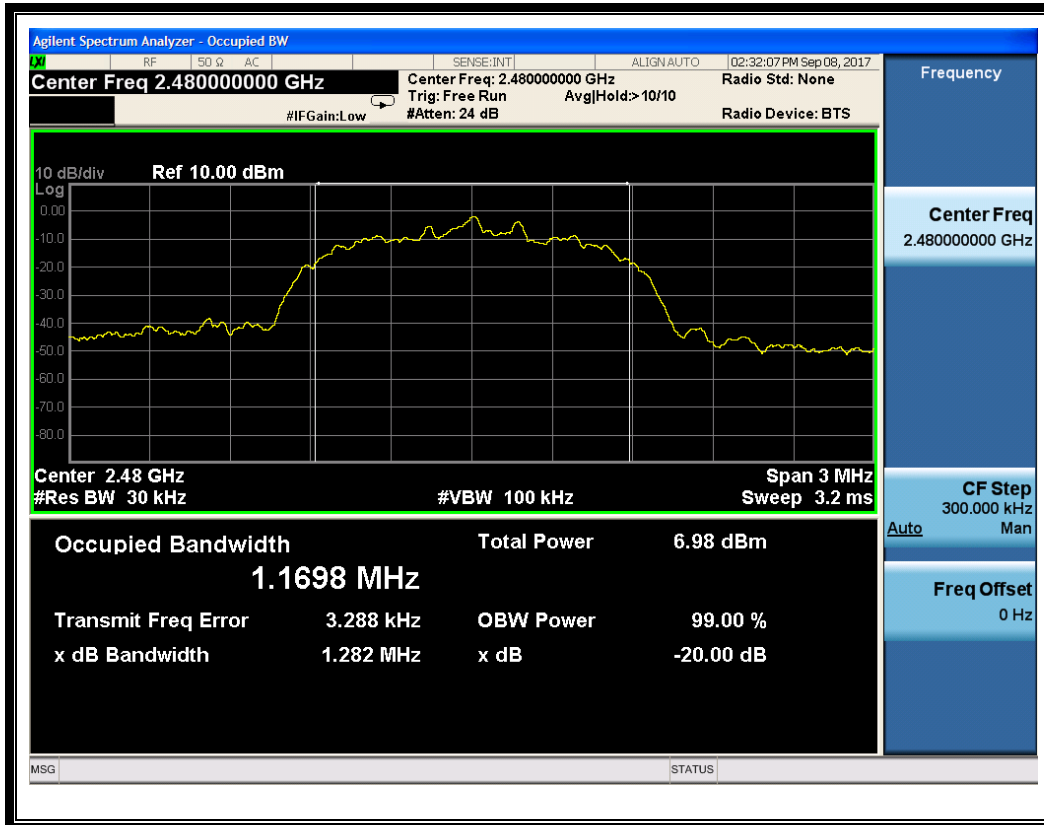 Agilent Spectrum Analyzer - Occupied BW
LXI RF 50 Ω AC SENSE:INT ALIGN AUTO 02:32:07 PM Sep 08, 2017
Center Freq 2.480000000 GHz
Center Freq: 2.480000000 GHz
Radio Std: None
Trig: Free Run Avg|Hold:> 10/10
#IFGain:Low
#Atten: 24 dB
Radio Device: BTS
10 dB/div Ref 10.00 dBm
Log
0.00
-10.0
-20.0
-30.0
-40.0
-50.0
-60.0
-70.0
-80.0
Center 2.48 GHz Span 3 MHz
#Res BW 30 kHz #VBW 100 kHz Sweep 3.2 ms
Occupied Bandwidth Total Power 6.98 dBm
1.1698 MHz
Transmit Freq Error 3.288 kHz OBW Power 99.00 %
x dB Bandwidth 1.282 MHz x dB -20.00 dB
MSG STATUS
Frequency
Center Freq
2.480000000 GHz
CF Step
300.000 kHz
Auto Man
Freq Offset
0 Hz